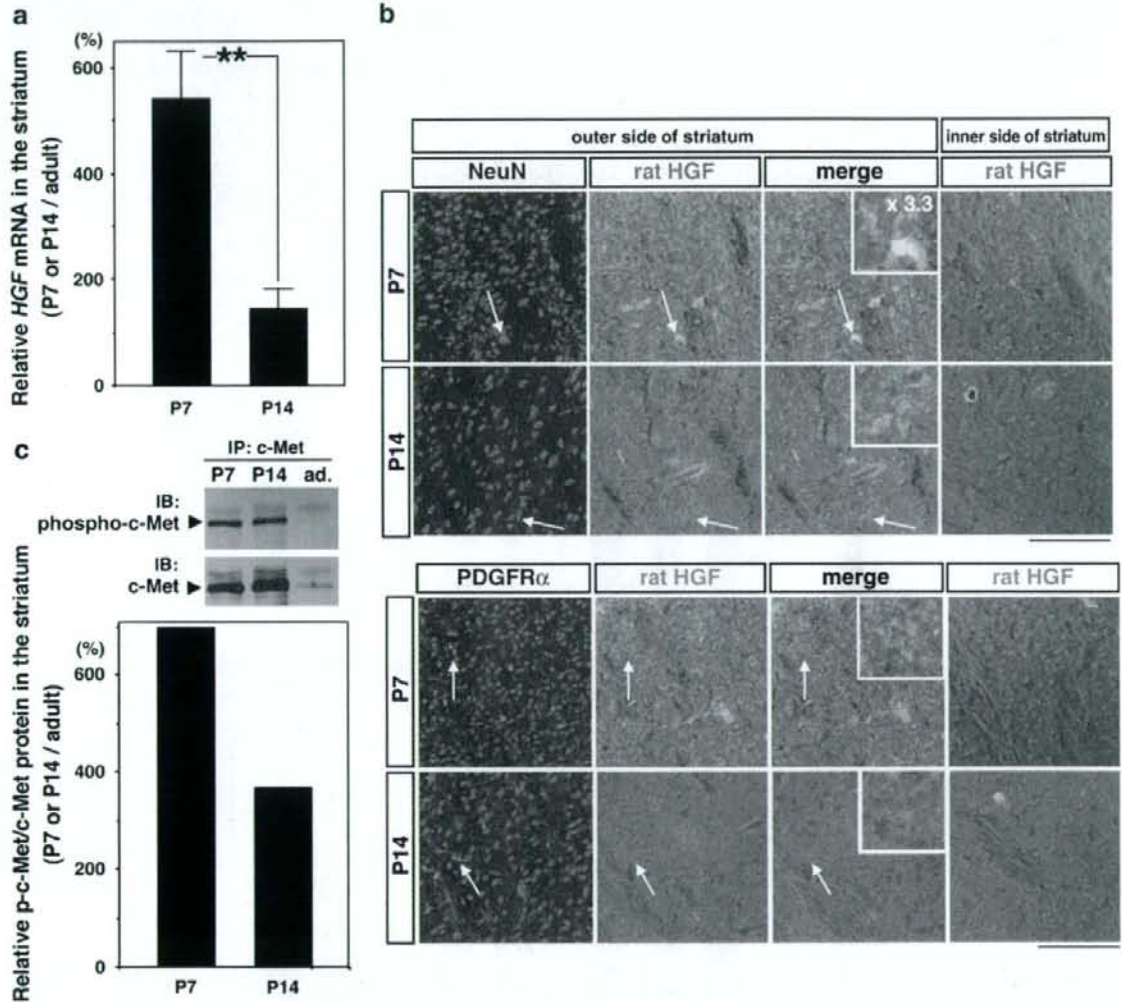 a
Relative HGF mRNA in the striatum
(P7 or P14 / adult)
(%)
600
400
200
0
**
P7 P14
b
outer side of striatum inner side of striatum
NeuN rat HGF merge rat HGF
P7
x 3.3
P14
PDGFRα rat HGF merge rat HGF
P7
P14
c
IP: c-Met
P7 P14 ad.
IB:
phospho-c-Met
IB:
c-Met
Relative p-c-Met/c-Met protein in the striatum
(P7 or P14 / adult)
(%)
600
400
200
0
P7 P14